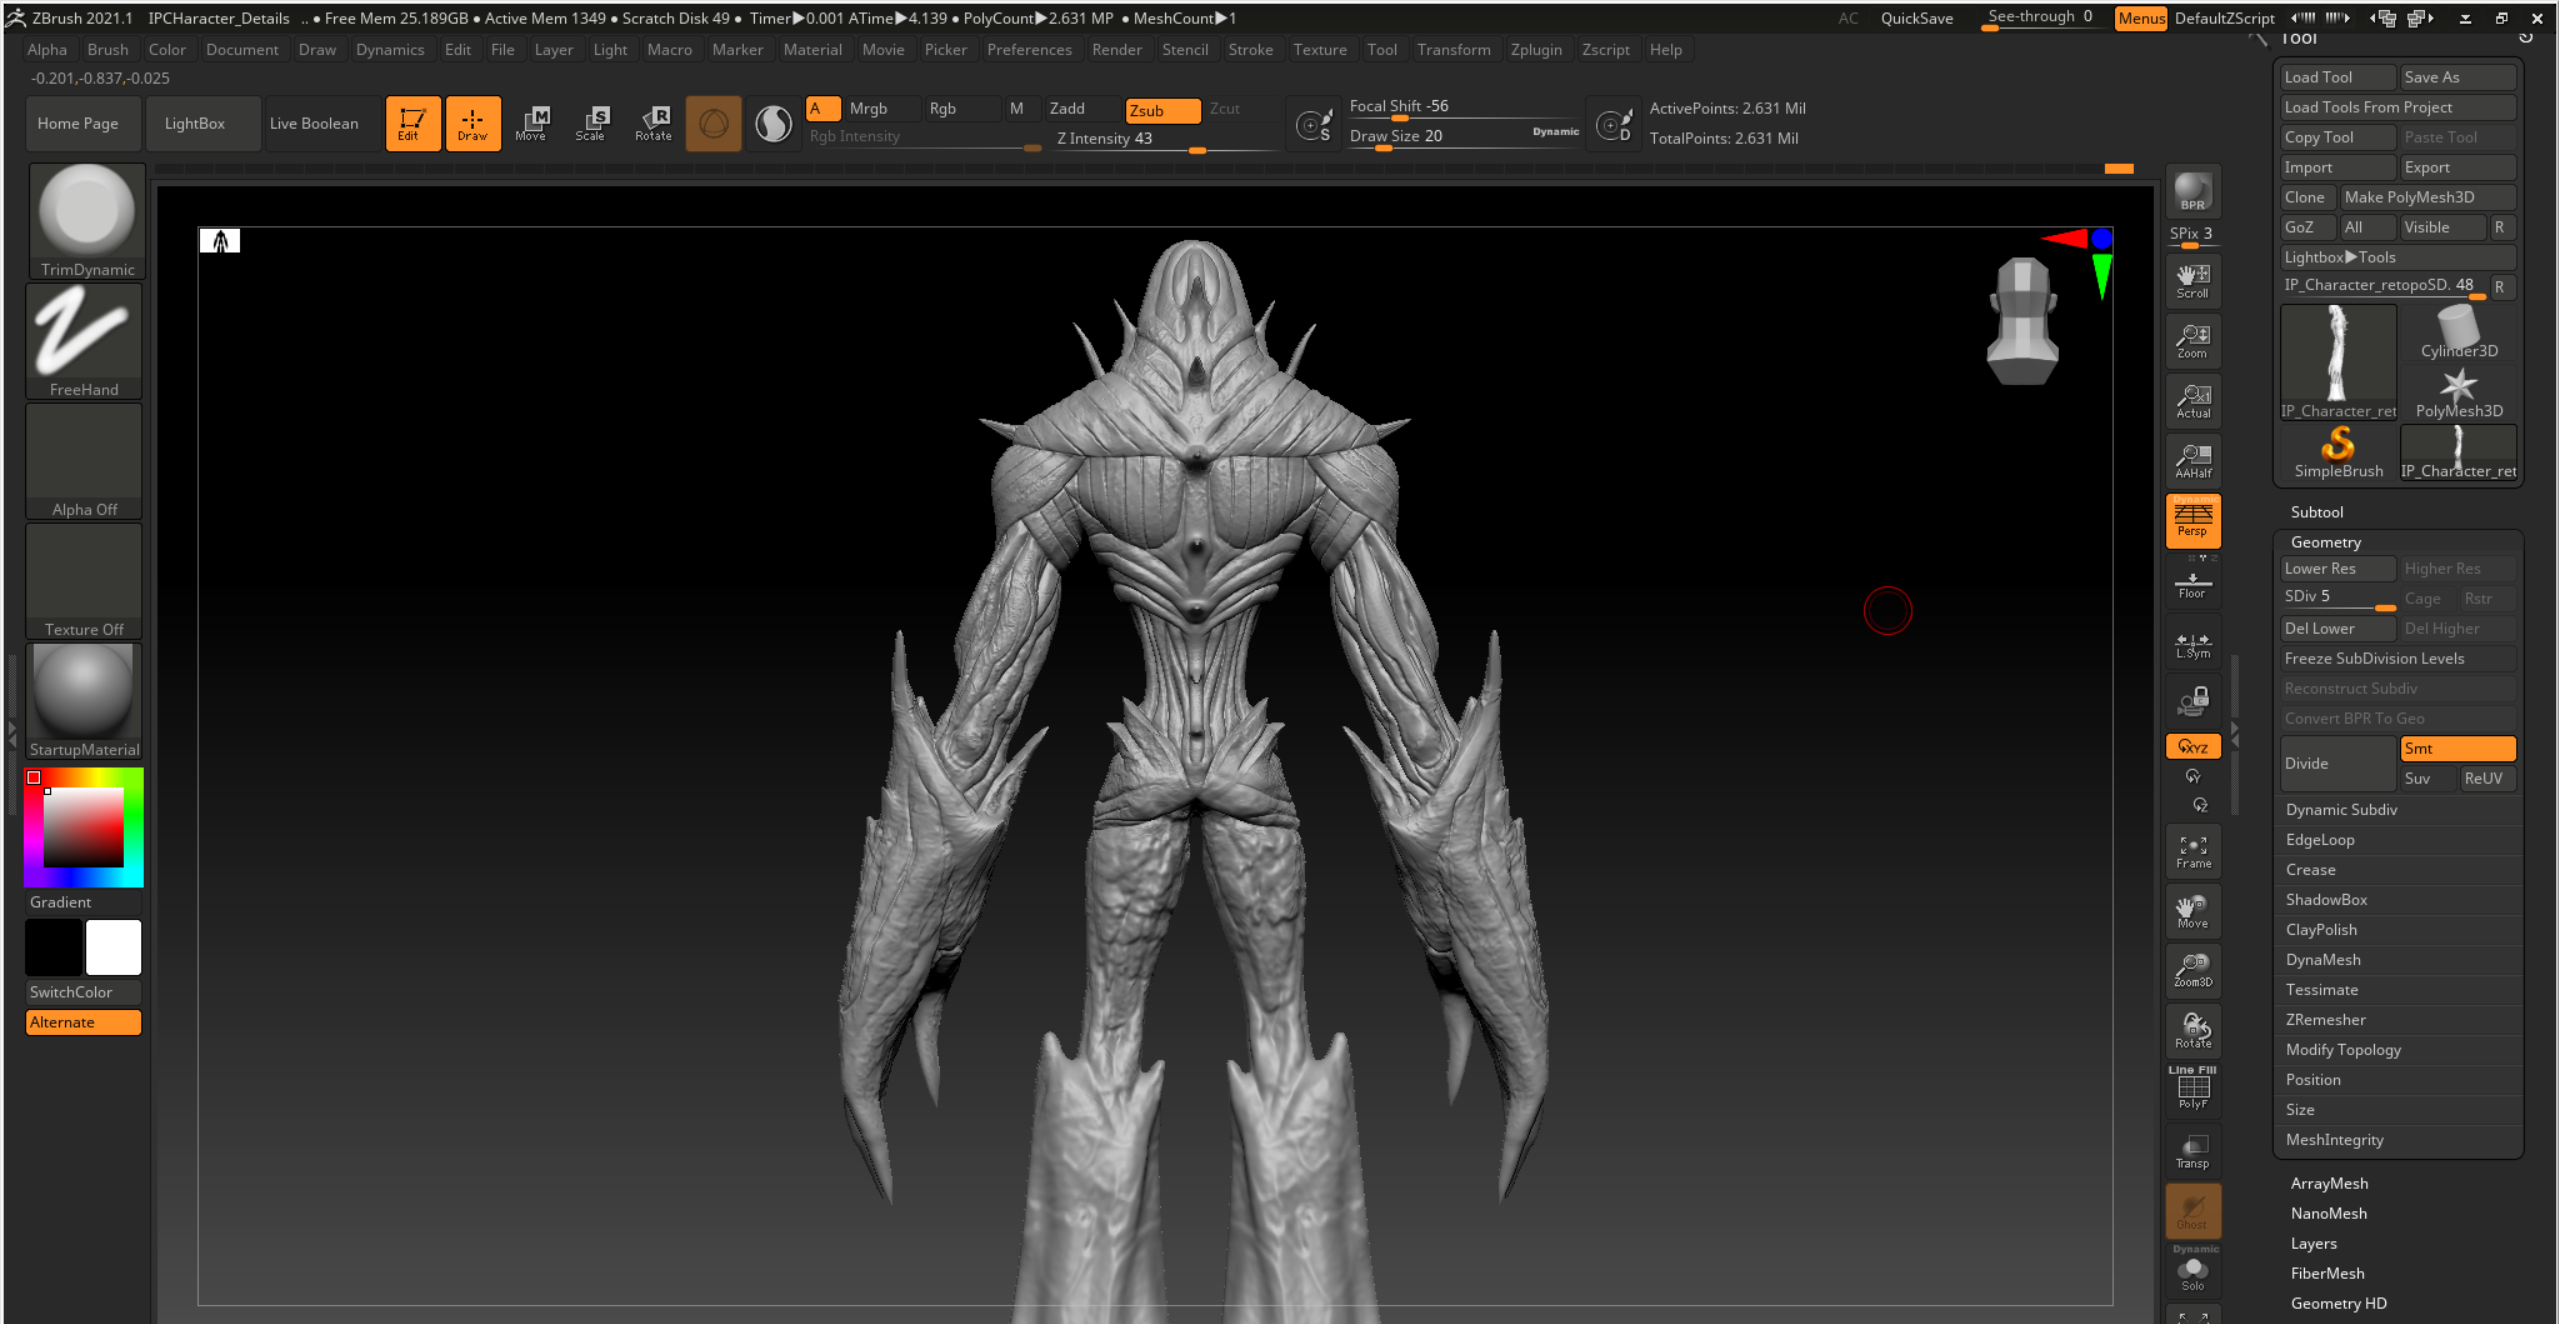 ZBrush 2021.1 IPCharacter_Details .. ● Free Mem 25.189GB ● Active Mem 1349 ● Scratch Disk 49 ● Timer▶0.001 ATime▶4.139 ● PolyCount▶2.631 MP ● MeshCount▶1 AC QuickSave See-through 0 Menus DefaultZScript
Alpha Brush Color Document Draw Dynamics Edit File Layer Light Macro Marker Material Movie Picker Preferences Render Stencil Stroke Texture Tool Transform Zplugin Zscript Help
-0.201,-0.837,-0.025
Home Page
LightBox
Live Boolean
Edit
Draw
Move
Scale
Rotate
A Mrgb Rgb M Zadd Zsub Zcut
Rgb Intensity
Z Intensity 43
Focal Shift -56
Draw Size 20
Dynamic
S
D
ActivePoints: 2.631 Mil
TotalPoints: 2.631 Mil
TrimDynamic
FreeHand
Alpha Off
Texture Off
StartupMaterial
Gradient
SwitchColor
Alternate
BPR
SPix 3
Scroll
Zoom
Actual
AAHalf
Dynamic
Persp
Floor
L.Sym
XYZ
Y
Z
Frame
Move
Zoom3D
Rotate
Line Fill
PolyF
Transp
Ghost
Dynamic
Solo
Tool
Load Tool Save As
Load Tools From Project
Copy Tool Paste Tool
Import Export
Clone Make PolyMesh3D
GoZ All Visible R
Lightbox▶Tools
IP_Character_retopoSD. 48 R
IP_Character_ret
Cylinder3D
PolyMesh3D
SimpleBrush
IP_Character_ret
Subtool
Geometry
Lower Res Higher Res
SDiv 5 Cage Rstr
Del Lower Del Higher
Freeze SubDivision Levels
Reconstruct Subdiv
Convert BPR To Geo
Divide Smt
Suv ReUV
Dynamic Subdiv
EdgeLoop
Crease
ShadowBox
ClayPolish
DynaMesh
Tessimate
ZRemesher
Modify Topology
Position
Size
MeshIntegrity
ArrayMesh
NanoMesh
Layers
FiberMesh
Geometry HD